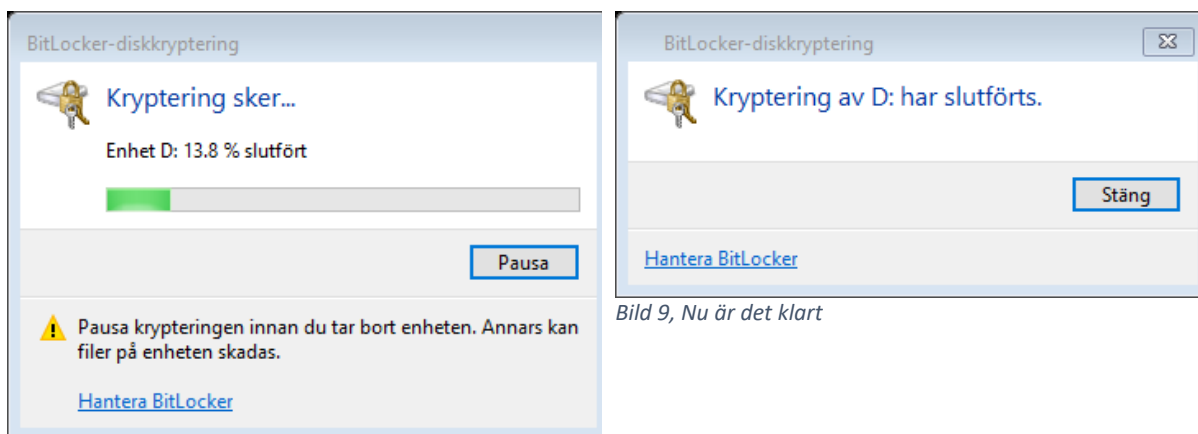 BitLocker-diskkryptering
Kryptering sker...
Enhet D: 13.8 % slutfört
Pausa
Pausa krypteringen innan du tar bort enheten. Annars kan
filer på enheten skadas.
Hantera BitLocker
BitLocker-diskkryptering
Kryptering av D: har slutförts.
Stäng
Hantera BitLocker
Bild 9, Nu är det klart